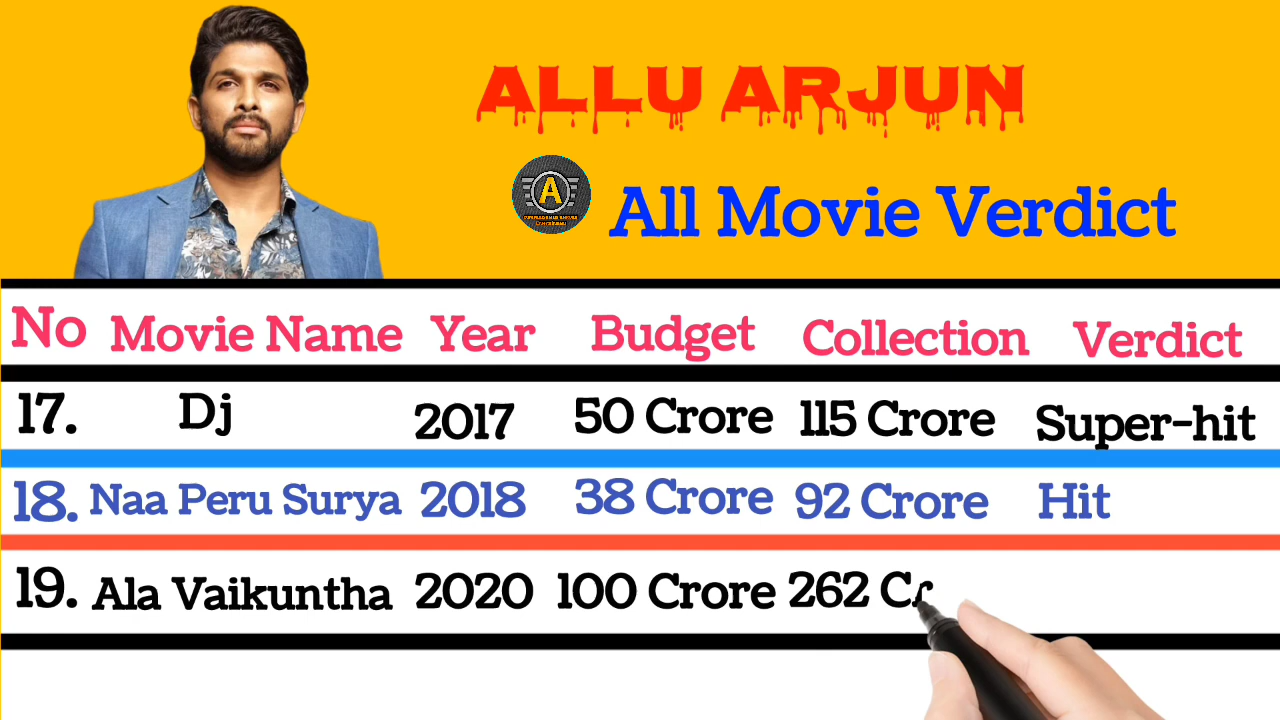 ALLU ARJUN
A
All Movie Verdict
No Movie Name Year Budget Collection Verdict
17. Dj 2017 50 Crore 115 Crore Super-hit
18. Naa Peru Surya 2018 38 Crore 92 Crore Hit
19. Ala Vaikuntha 2020 100 Crore 262 Cr